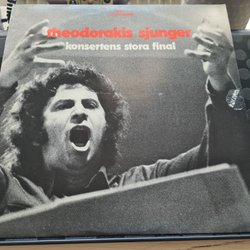 theodorakis sjunger
konsertens stora final